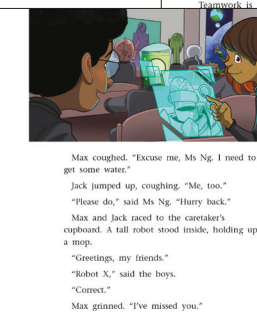 Teamwork is
Max coughed. “Excuse me, Ms Ng. I need to
get some water.”
Jack jumped up, coughing. “Me, too.”
“Please do,” said Ms Ng. “Hurry back.”
Max and Jack raced to the caretaker’s
cupboard. A tall robot stood inside, holding up
a mop.
“Greetings, my friends.”
“Robot X,” said the boys.
“Correct.”
Max grinned. “I’ve missed you.”